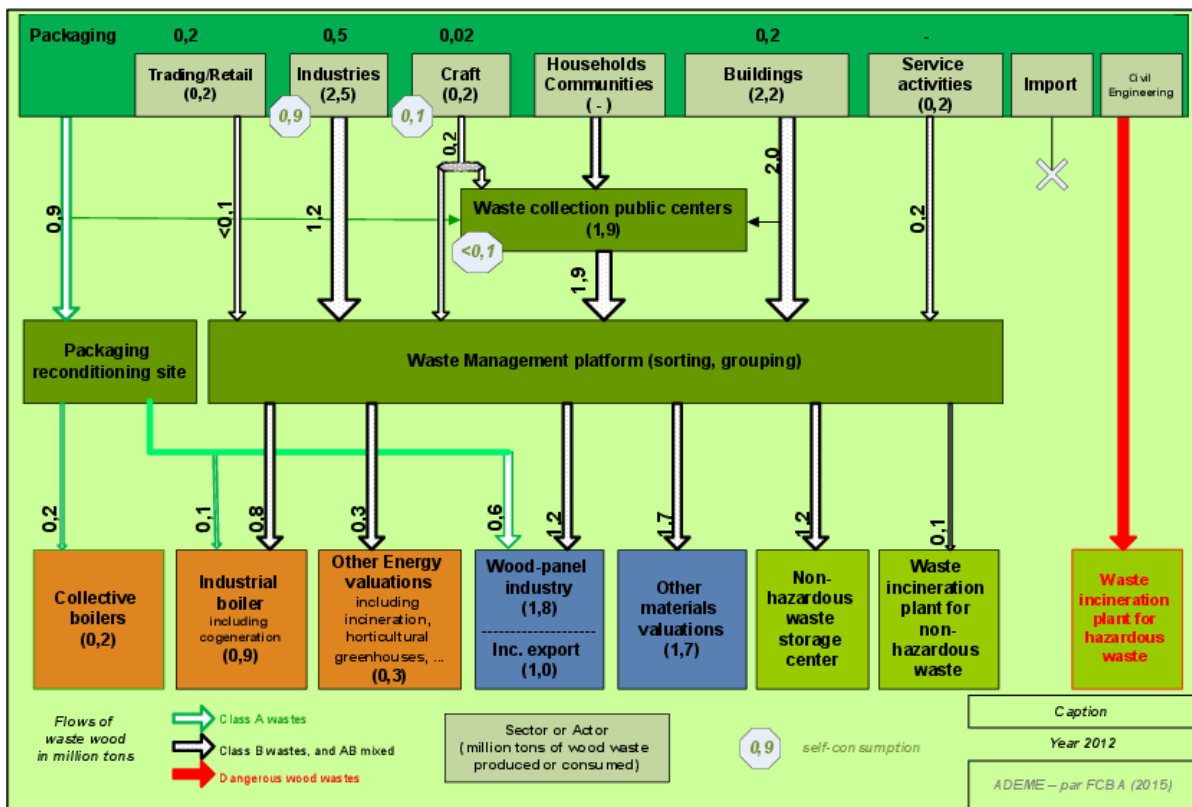 Packaging 0,2 0,5 0,02 0,2 -
Trading/Retail
(0,2)
Industries
(2,5)
Craft
(0,2)
Households
Communities
( - )
Buildings
(2,2)
Service
activities
(0,2)
Import
Civil
Engineering
0,9
0,1
0,9
<0,1
1,2
0,2
2,0
0,2
Waste collection public centers
(1,9)
<0,1
1,9
Packaging
reconditioning site
Waste Management platform (sorting, grouping)
0,2
0,1
0,8
0,3
0,6
1,2
1,7
1,2
0,1
Collective
boilers
(0,2)
Industrial
boiler
including cogeneration
(0,9)
Other Energy
valuations
including
incineration,
horticultural
greenhouses, ...
(0,3)
Wood-panel
industry
(1,8)
Inc. export
(1,0)
Other
materials
valuations
(1,7)
Non-
hazardous
waste
storage
center
Waste
incineration
plant for
non-
hazardous
waste
Waste
incineration
plant for
hazardous
waste
Flows of
waste wood
in million tons
Class A wastes
Class B wastes, and AB mixed
Dangerous wood wastes
Sector or Actor
(million tons of wood waste
produced or consumed)
0,9
self-consumption
Caption
Year 2012
ADEME – par FCBA (2015)